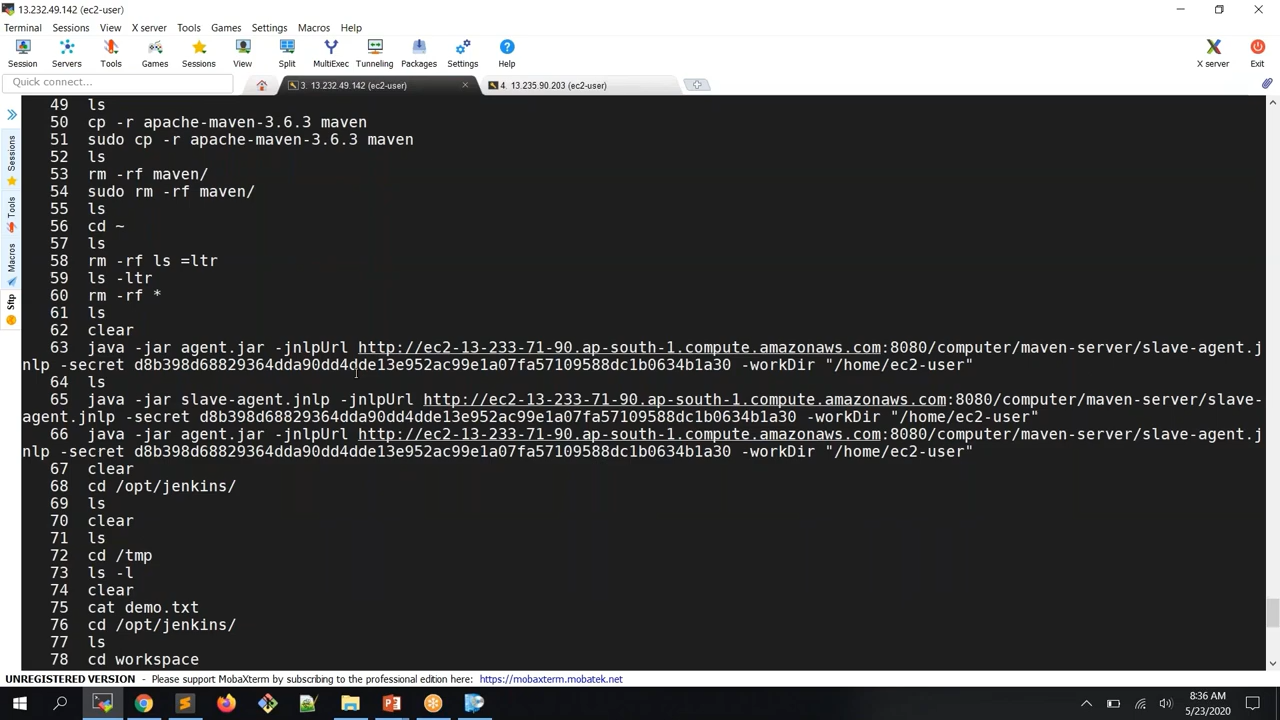 13.232.49.142 (ec2-user)
Terminal Sessions View X server Tools Games Settings Macros Help
Session Servers Tools Games Sessions View Split MultiExec Tunneling Packages Settings Help X server Exit
Quick connect...
3. 13.232.49.142 (ec2-user)
4. 13.235.90.203 (ec2-user)
Sessions
Tools
Macros
Sftp
49 ls
50 cp -r apache-maven-3.6.3 maven
51 sudo cp -r apache-maven-3.6.3 maven
52 ls
53 rm -rf maven/
54 sudo rm -rf maven/
55 ls
56 cd ~
57 ls
58 rm -rf ls =ltr
59 ls -ltr
60 rm -rf *
61 ls
62 clear
63 java -jar agent.jar -jnlpUrl http://ec2-13-233-71-90.ap-south-1.compute.amazonaws.com:8080/computer/maven-server/slave-agent.j
nlp -secret d8b398d68829364dda90dd4dde13e952ac99e1a07fa57109588dc1b0634b1a30 -workDir "/home/ec2-user"
64 ls
65 java -jar slave-agent.jnlp -jnlpUrl http://ec2-13-233-71-90.ap-south-1.compute.amazonaws.com:8080/computer/maven-server/slave-
agent.jnlp -secret d8b398d68829364dda90dd4dde13e952ac99e1a07fa57109588dc1b0634b1a30 -workDir "/home/ec2-user"
66 java -jar agent.jar -jnlpUrl http://ec2-13-233-71-90.ap-south-1.compute.amazonaws.com:8080/computer/maven-server/slave-agent.j
nlp -secret d8b398d68829364dda90dd4dde13e952ac99e1a07fa57109588dc1b0634b1a30 -workDir "/home/ec2-user"
67 clear
68 cd /opt/jenkins/
69 ls
70 clear
71 ls
72 cd /tmp
73 ls -l
74 clear
75 cat demo.txt
76 cd /opt/jenkins/
77 ls
78 cd workspace
UNREGISTERED VERSION - Please support MobaXterm by subscribing to the professional edition here: https://mobaxterm.mobatek.net
8:36 AM
5/23/2020